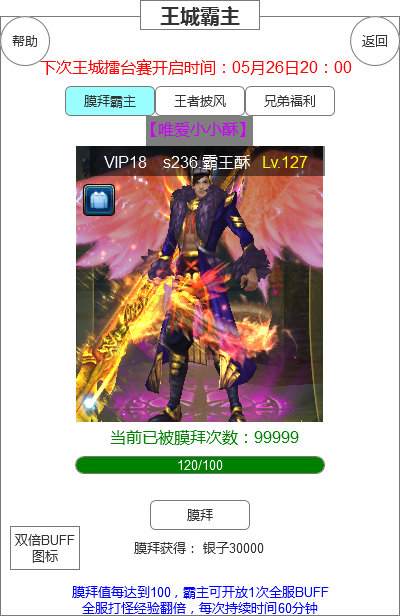 王城霸主
帮助
返回
下次王城擂台赛开启时间：05月26日20：00
膜拜霸主
王者披风
兄弟福利
【唯爱小小酥】
VIP18 s236.霸王酥 Lv.127
当前已被膜拜次数：99999
120/100
膜拜
双倍BUFF
图标
膜拜获得： 银子30000
膜拜值每达到100，霸主可开放1次全服BUFF
全服打怪经验翻倍，每次持续时间60分钟